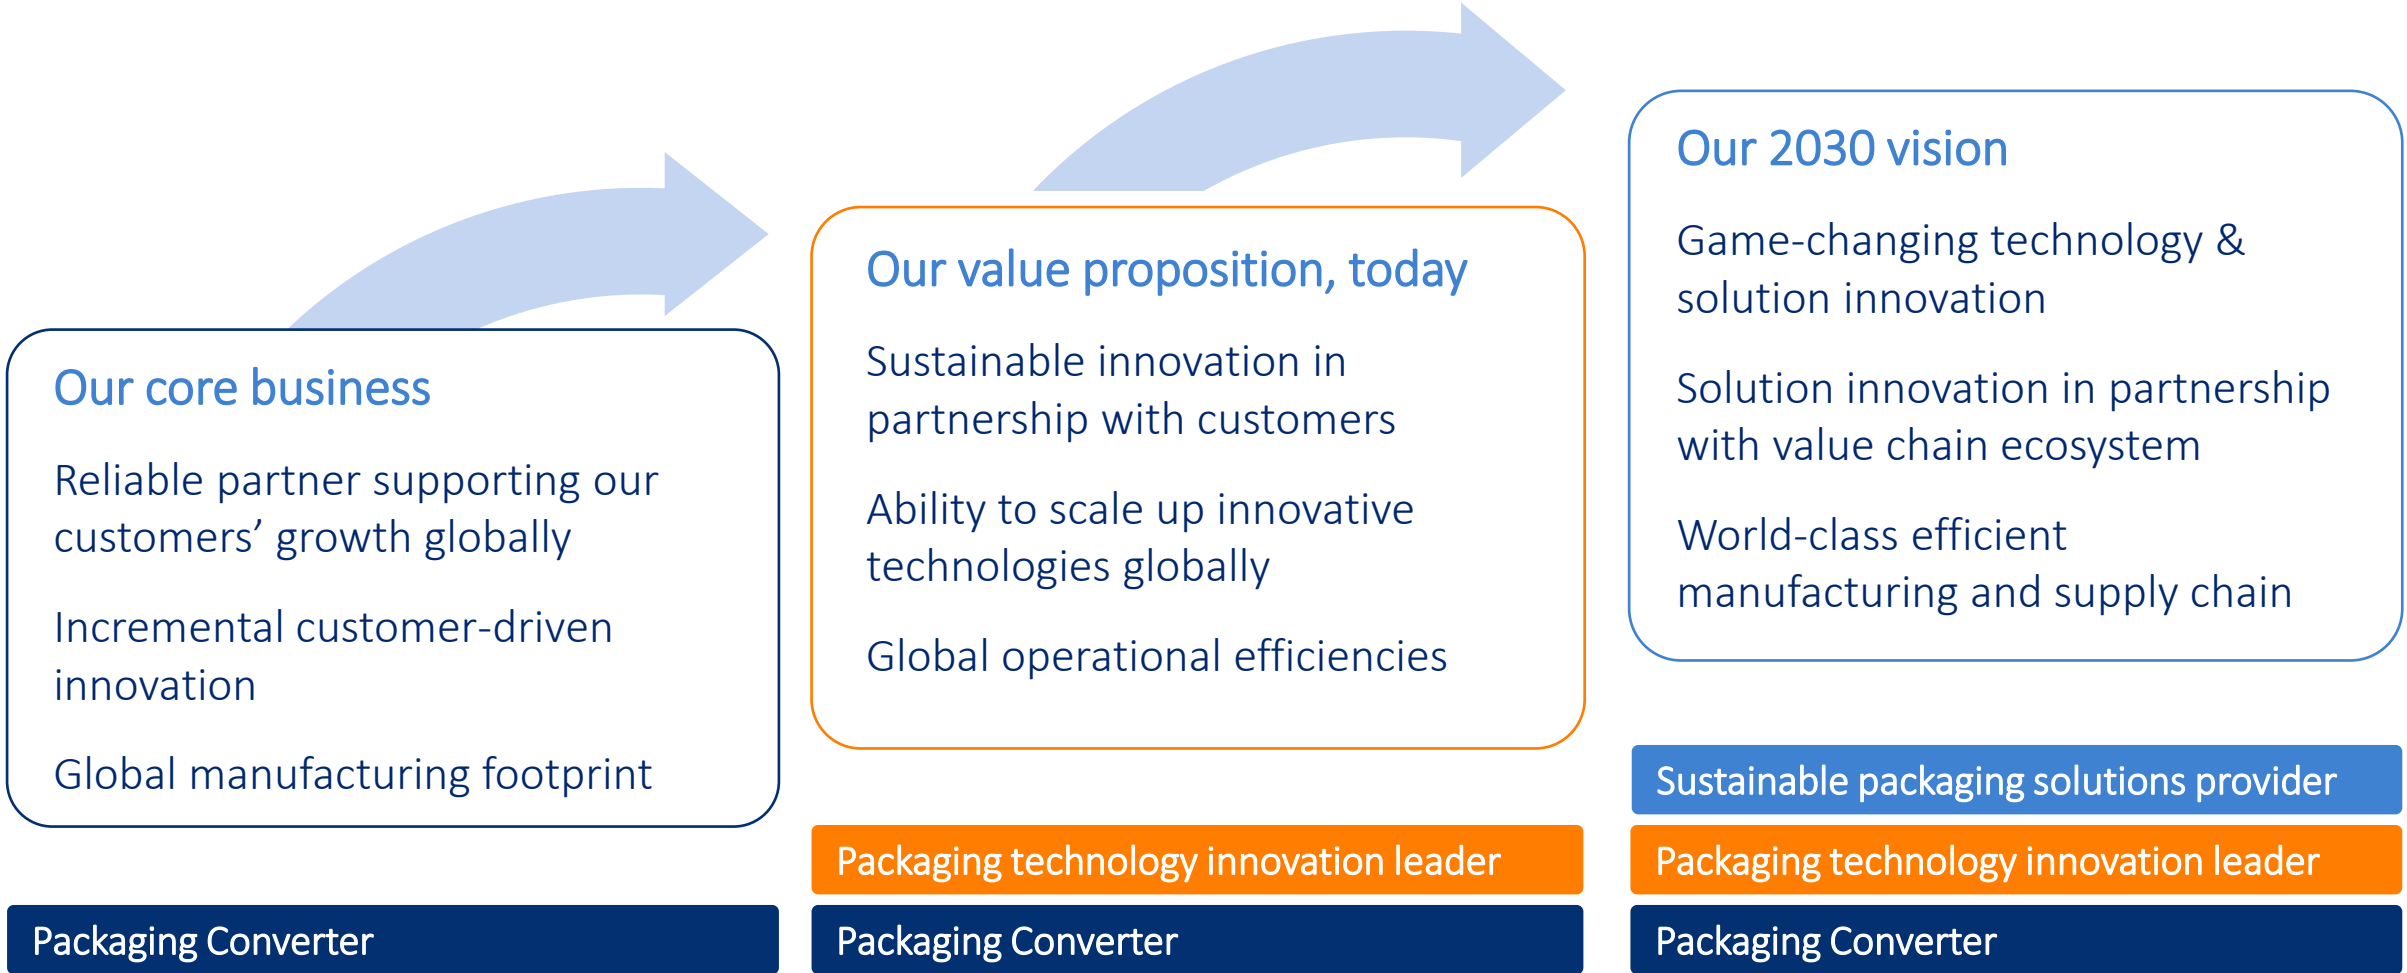 Our core business
Reliable partner supporting our
customers’ growth globally
Incremental customer-driven
innovation
Global manufacturing footprint
Packaging Converter
Our value proposition, today
Sustainable innovation in
partnership with customers
Ability to scale up innovative
technologies globally
Global operational efficiencies
Packaging technology innovation leader
Packaging Converter
Our 2030 vision
Game-changing technology &
solution innovation
Solution innovation in partnership
with value chain ecosystem
World-class efficient
manufacturing and supply chain
Sustainable packaging solutions provider
Packaging technology innovation leader
Packaging Converter